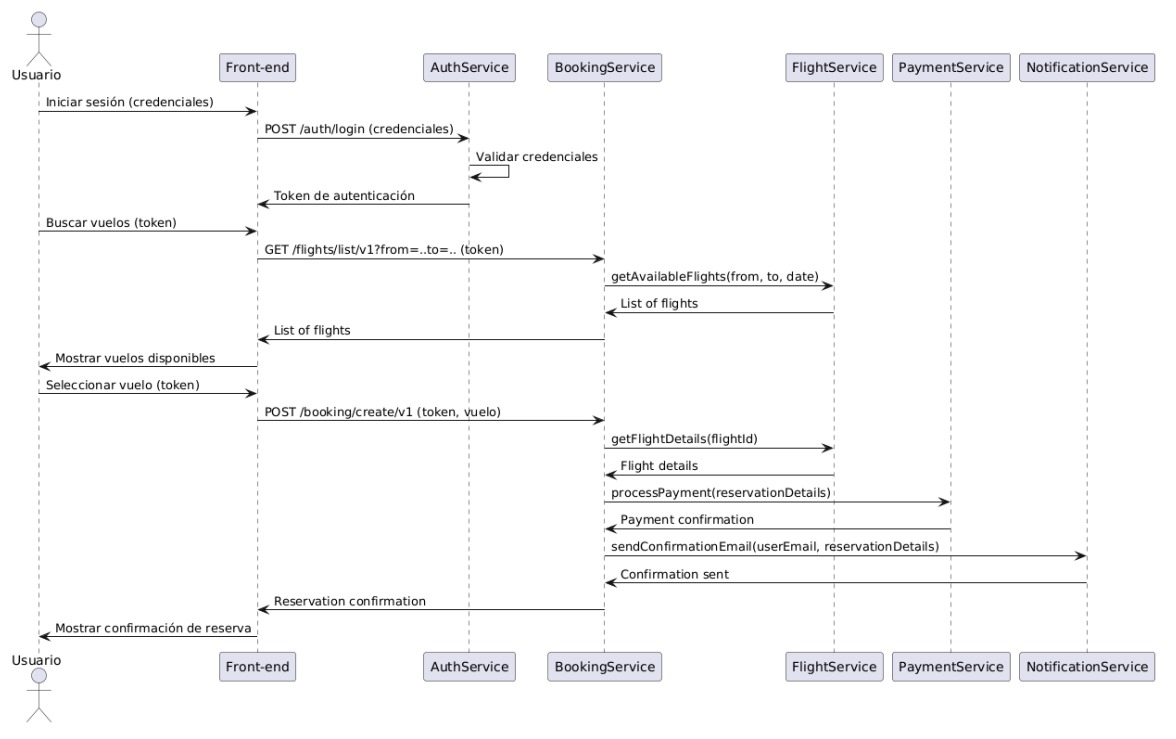 Usuario
Front-end
AuthService
BookingService
FlightService
PaymentService
NotificationService
Iniciar sesión (credenciales)
POST /auth/login (credenciales)
Validar credenciales
Token de autenticación
Buscar vuelos (token)
GET /flights/list/v1?from=..to=.. (token)
getAvailableFlights(from, to, date)
List of flights
List of flights
Mostrar vuelos disponibles
Seleccionar vuelo (token)
POST /booking/create/v1 (token, vuelo)
getFlightDetails(flightId)
Flight details
processPayment(reservationDetails)
Payment confirmation
sendConfirmationEmail(userEmail, reservationDetails)
Confirmation sent
Reservation confirmation
Mostrar confirmación de reserva
Usuario
Front-end
AuthService
BookingService
FlightService
PaymentService
NotificationService